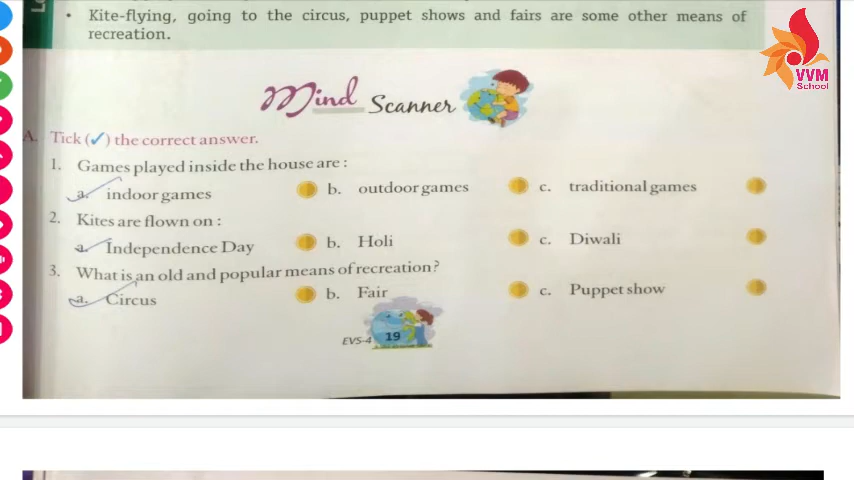 • Kite-flying, going to the circus, puppet shows and fairs are some other means of
recreation.
VVM
School
Mind Scanner
A. Tick (✓) the correct answer.
1. Games played inside the house are :
a. indoor games b. outdoor games c. traditional games
2. Kites are flown on :
a. Independence Day b. Holi c. Diwali
3. What is an old and popular means of recreation?
a. Circus b. Fair c. Puppet show
EVS-4 19